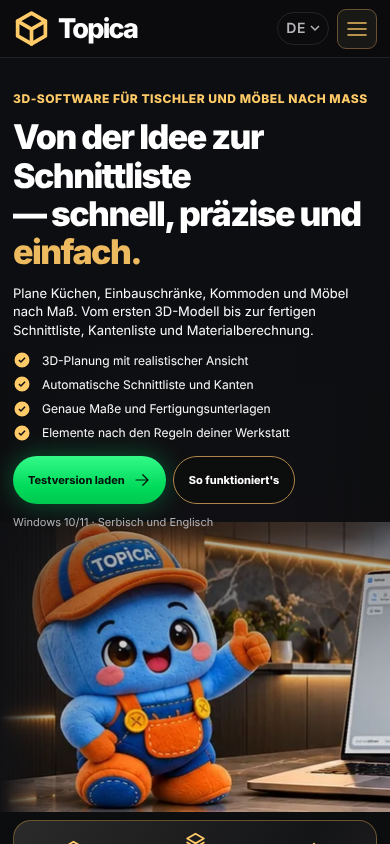 Topica
DE
3D-SOFTWARE FÜR TISCHLER UND MÖBEL NACH MASS
Von der Idee zur
Schnittliste
— schnell, präzise und
einfach.
Plane Küchen, Einbauschränke, Kommoden und Möbel
nach Maß. Vom ersten 3D-Modell bis zur fertigen
Schnittliste, Kantenliste und Materialberechnung.
3D-Planung mit realistischer Ansicht
Automatische Schnittliste und Kanten
Genaue Maße und Fertigungsunterlagen
Elemente nach den Regeln deiner Werkstatt
Testversion laden
So funktioniert's
Windows 10/11 · Serbisch und Englisch
TOPICA